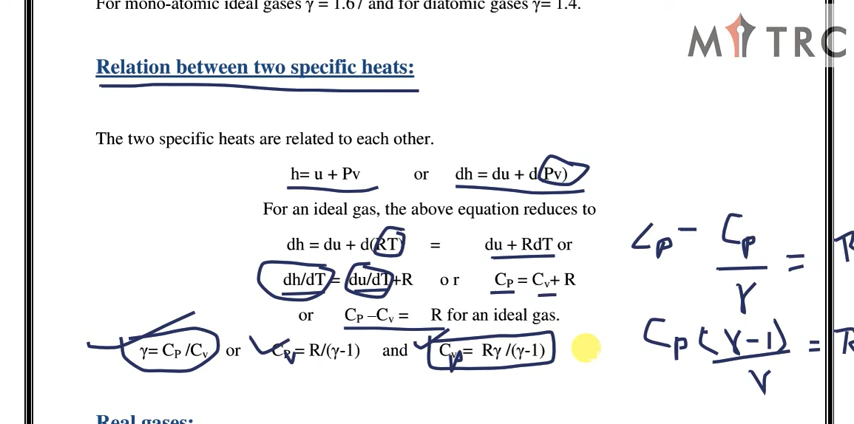 For mono-atomic ideal gases γ = 1.67 and for diatomic gases γ= 1.4.
MITRC
Relation between two specific heats:
The two specific heats are related to each other.
h= u + Pv or dh = du + d(Pv)
For an ideal gas, the above equation reduces to
dh = du + d(RT) = du + RdT or
dh/dT = du/dT+R o r CP = Cv+ R
or CP –Cv = R for an ideal gas.
γ= CP /Cv or Cv = R/(γ-1) and Cp = Rγ /(γ-1)
Cp - Cp/γ = R
Cp (γ-1)/γ = R
Real gases: